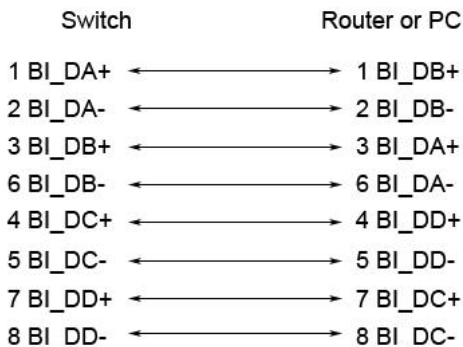 Switch Router or PC
1 BI_DA+ 1 BI_DB+
2 BI_DA- 2 BI_DB-
3 BI_DB+ 3 BI_DA+
6 BI_DB- 6 BI_DA-
4 BI_DC+ 4 BI_DD+
5 BI_DC- 5 BI_DD-
7 BI_DD+ 7 BI_DC+
8 BI_DD- 8 BI_DC-